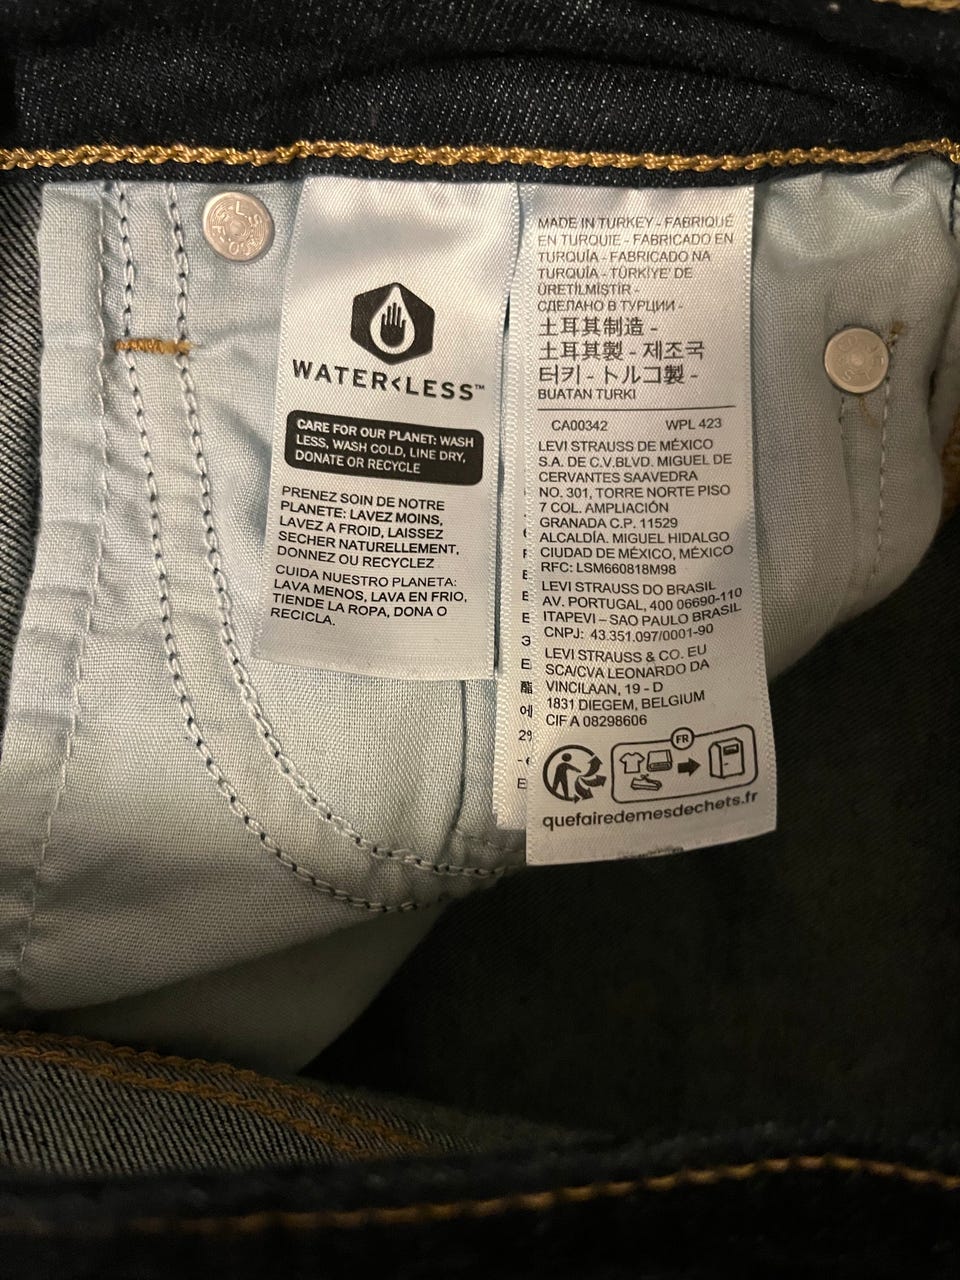 WATER<LESS™
CARE FOR OUR PLANET: WASH
LESS, WASH COLD, LINE DRY,
DONATE OR RECYCLE
PRENEZ SOIN DE NOTRE
PLANETE: LAVEZ MOINS,
LAVEZ A FROID, LAISSEZ
SECHER NATURELLEMENT,
DONNEZ OU RECYCLEZ
CUIDA NUESTRO PLANETA:
LAVA MENOS, LAVA EN FRIO,
TIENDE LA ROPA, DONA O
RECICLA.
MADE IN TURKEY - FABRIQUÉ
EN TURQUIE - FABRICADO EN
TURQUÍA - FABRICADO NA
TURQUIA - TÜRKİYE' DE
ÜRETİLMİŞTİR -
СДЕЛАНО В ТУРЦИИ -
土耳其制造 -
土耳其製 - 제조국
터키 - トルコ製 -
BUATAN TURKI
CA00342 WPL 423
LEVI STRAUSS DE MÉXICO
S.A. DE C.V.BLVD. MIGUEL DE
CERVANTES SAAVEDRA
NO. 301, TORRE NORTE PISO
7 COL. AMPLIACIÓN
GRANADA C.P. 11529
ALCALDÍA. MIGUEL HIDALGO
CIUDAD DE MÉXICO, MÉXICO
RFC: LSM660818M98
LEVI STRAUSS DO BRASIL
AV. PORTUGAL, 400 06690-110
ITAPEVI – SAO PAULO BRASIL
CNPJ: 43.351.097/0001-90
LEVI STRAUSS & CO. EU
SCA/CVA LEONARDO DA
VINCILAAN, 19 - D
1831 DIEGEM, BELGIUM
CIF A 08298606
FR
quefairedemesdechets.fr